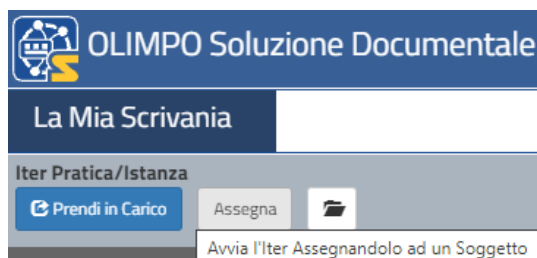 OLIMPO Soluzione Documentale
La Mia Scrivania
Iter Pratica/Istanza
Prendi in Carico Assegna
Avvia l'Iter Assegnandolo ad un Soggetto